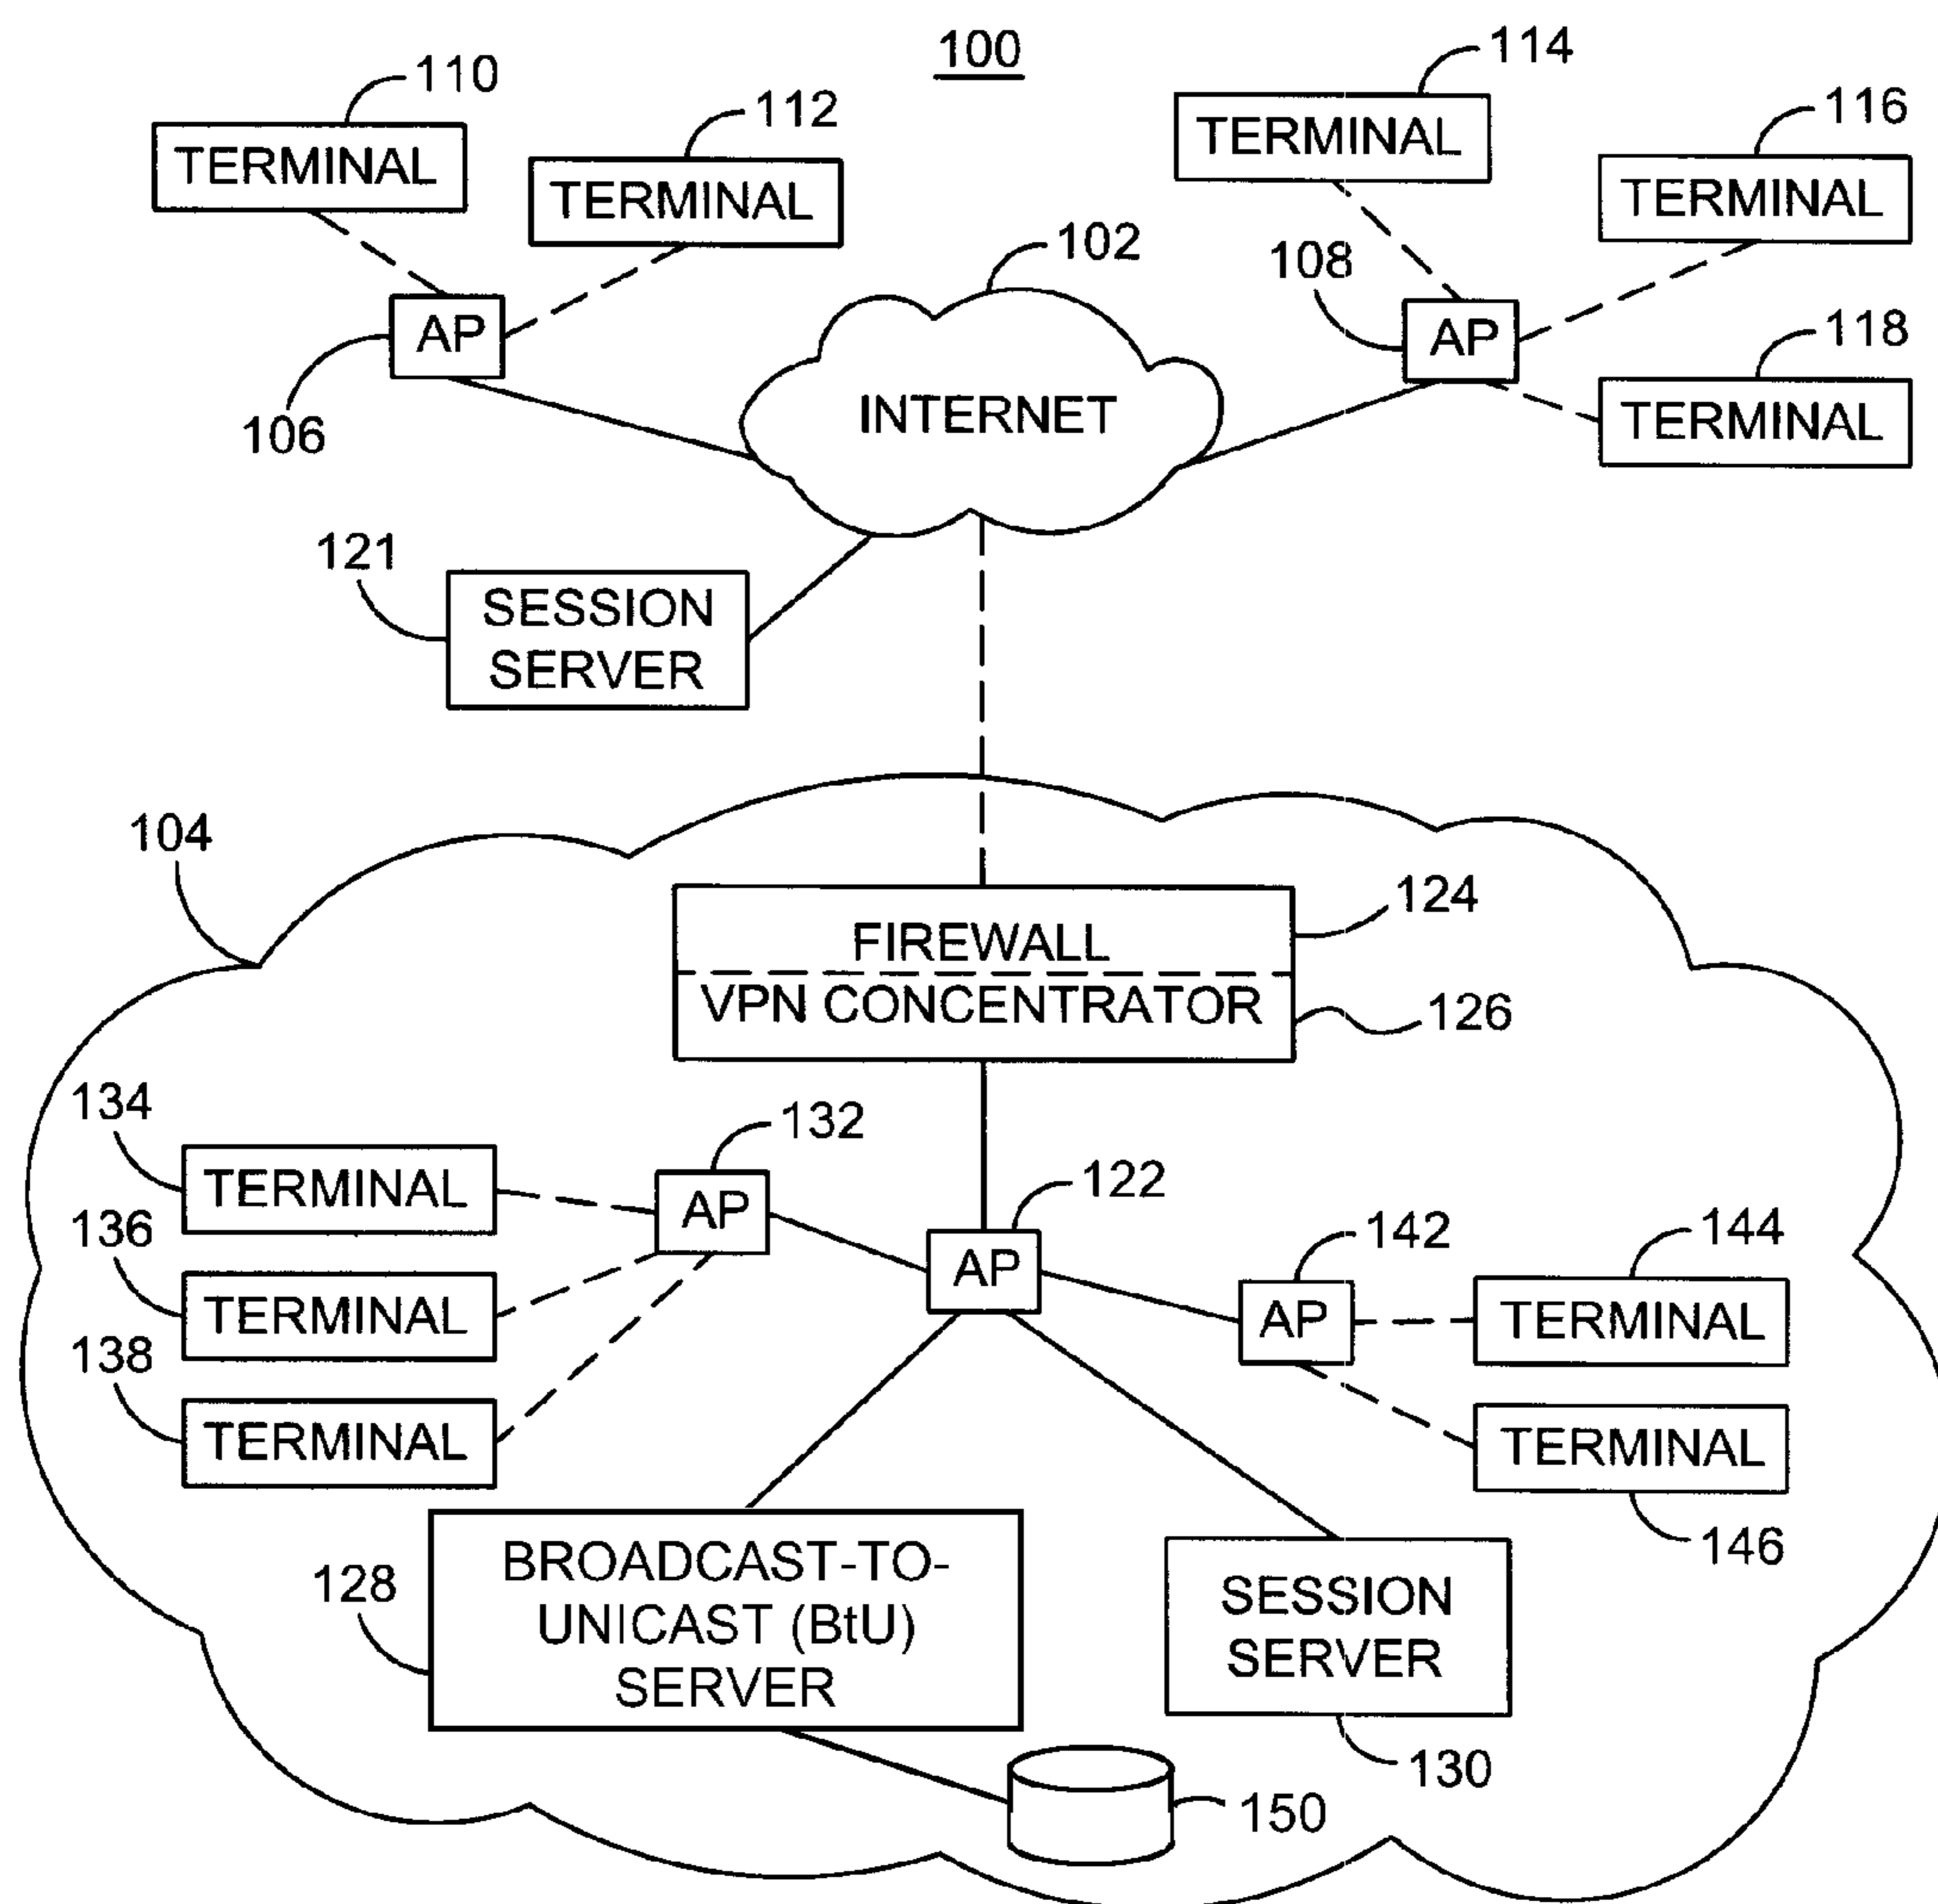 100
110
112
114
116
TERMINAL
TERMINAL
TERMINAL
TERMINAL
102
108
118
AP
106
INTERNET
AP
TERMINAL
121
SESSION
SERVER
104
124
FIREWALL
VPN CONCENTRATOR
126
134
132
122
TERMINAL
AP
136
142
144
AP
TERMINAL
AP
TERMINAL
138
TERMINAL
TERMINAL
146
128
BROADCAST-TO-
UNICAST (BtU)
SERVER
SESSION
SERVER
130
150